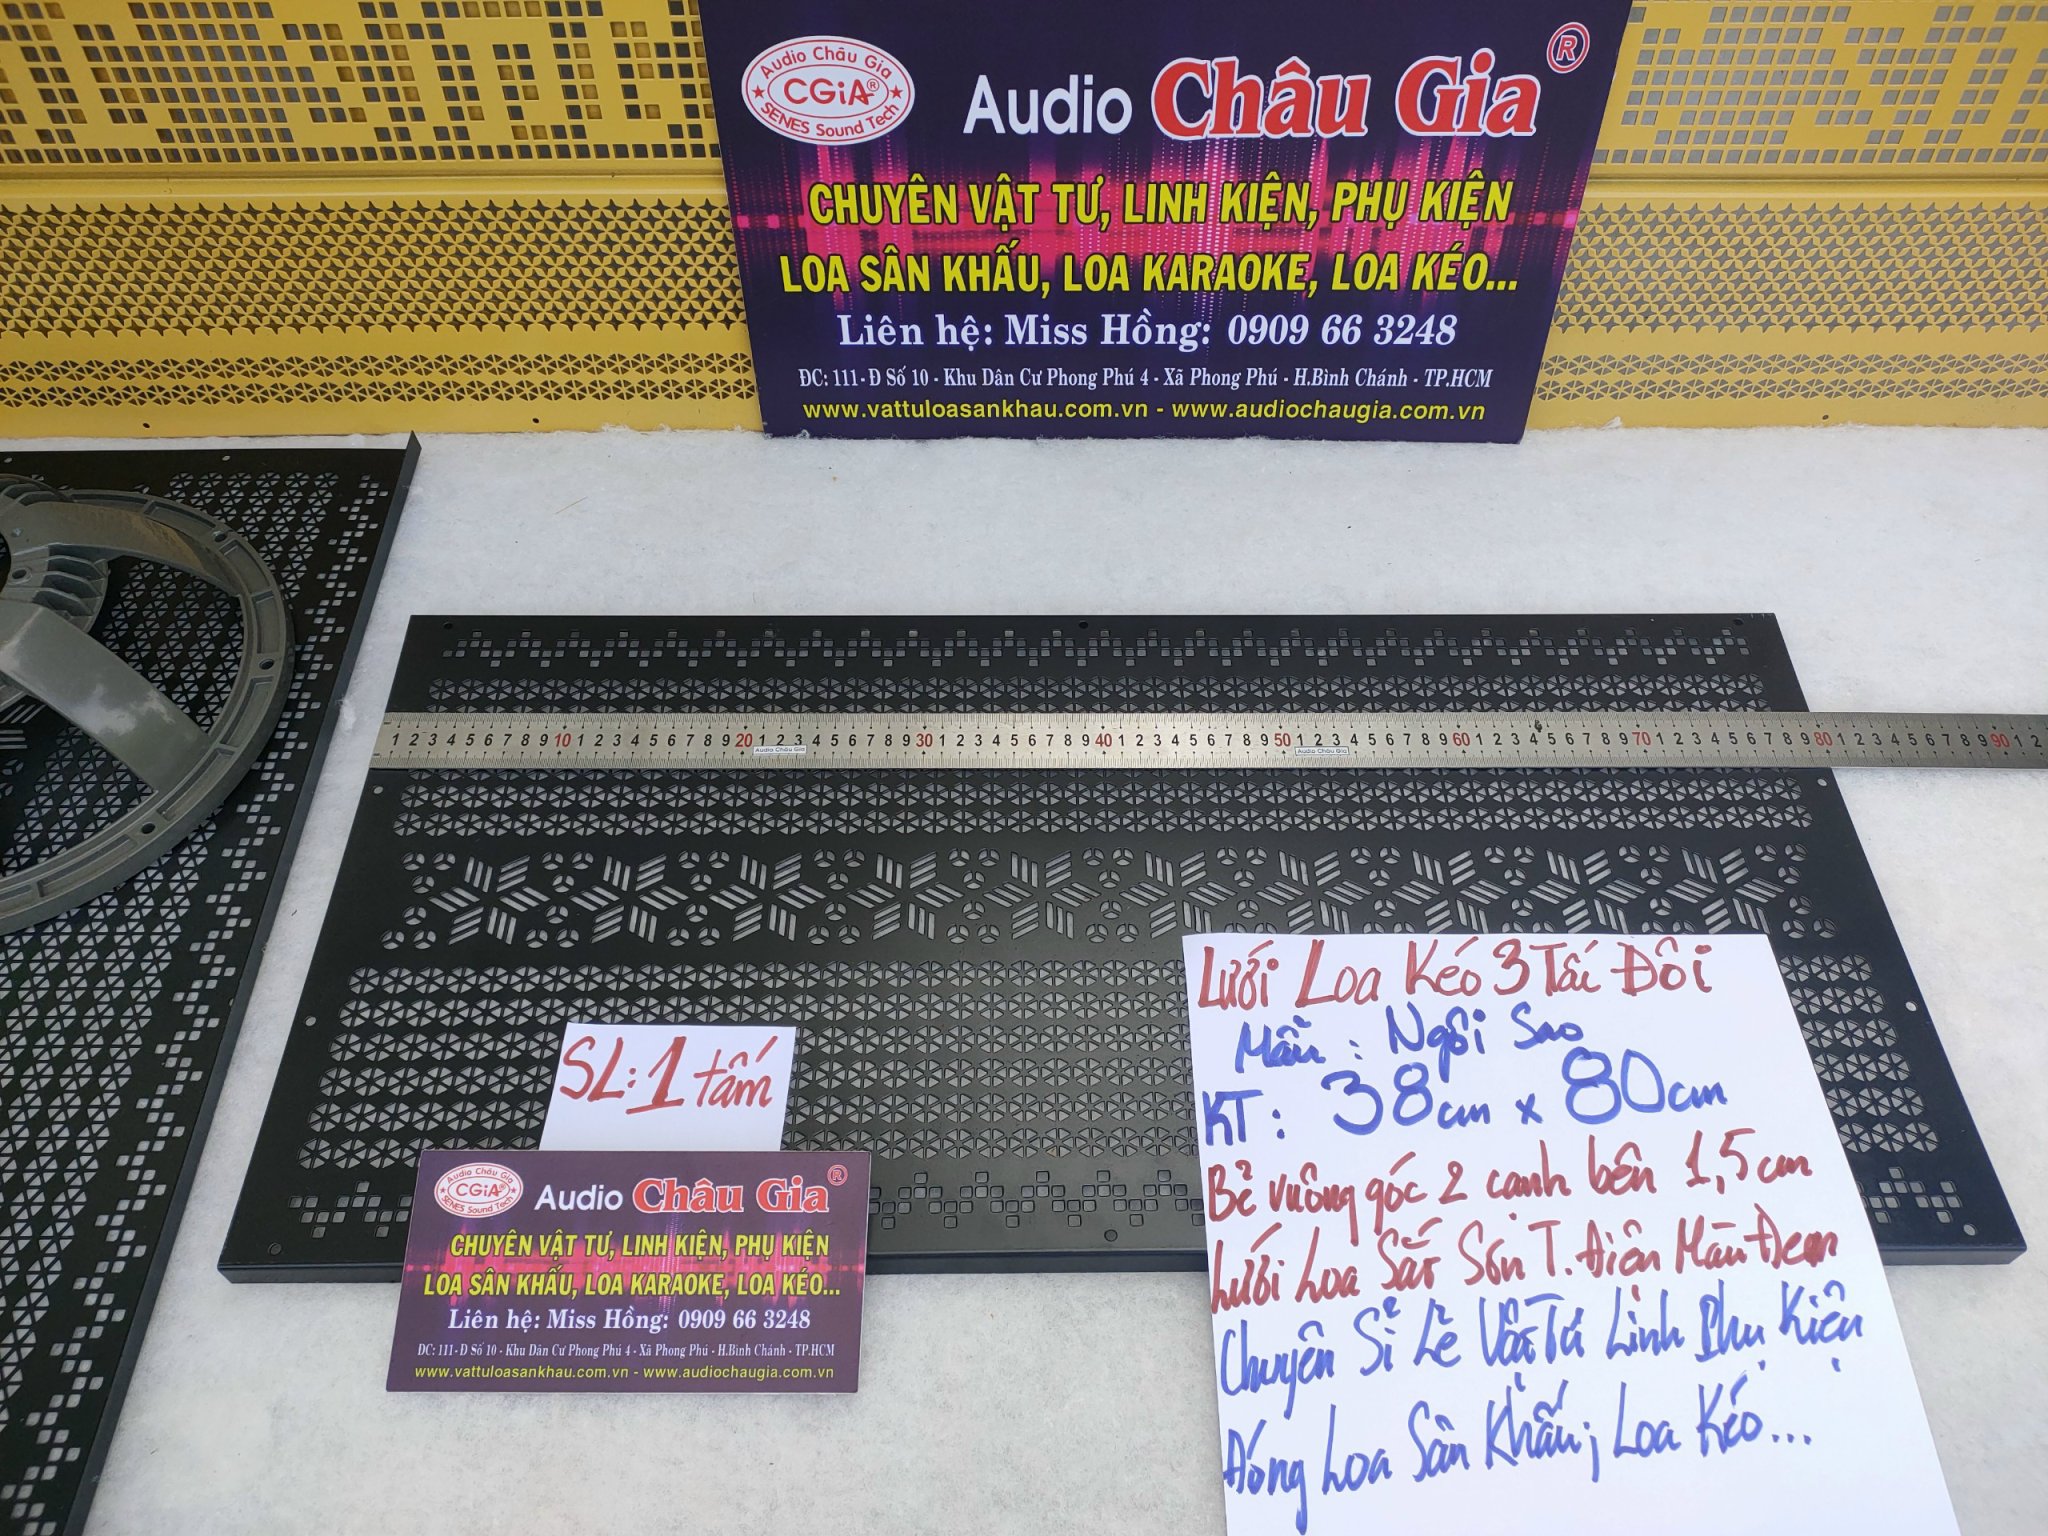 Audio Châu Gia
CGiA®
SENES Sound Tech
Audio Châu Gia ®
CHUYÊN VẬT TƯ, LINH KIỆN, PHỤ KIỆN
LOA SÂN KHẤU, LOA KARAOKE, LOA KÉO...
Liên hệ: Miss Hồng: 0909 66 3248
ĐC: 111-Đ Số 10 - Khu Dân Cư Phong Phú 4 - Xã Phong Phú - H.Bình Chánh - TP.HCM
www.vattuloasankhau.com.vn - www.audiochaugia.com.vn
1 2 3 4 5 6 7 8 9 10 1 2 3 4 5 6 7 8 9 20 1 2 3 4 5 6 7 8 9 30 1 2 3 4 5 6 7 8 9 40 1 2 3 4 5 6 7 8 9 50 1 2 3 4 5 6 7 8 9 60 1 2 3 4 5 6 7 8 9 70 1 2 3 4 5 6 7 8 9 80 1 2 3 4 5 6 7 8 9 90 1 2
Audio Châu Gia
Audio Châu Gia
Lưới Loa Kéo 3 Tấc Đôi
Mẫu: Ngôi Sao
KT: 38cm x 80cm
Bẻ vuông góc 2 cạnh bên 1,5cm
Lưới Loa Sắt Sơn T. Điện Màu Đen
Chuyên Sỉ Lẻ Vật Tư Linh Phụ Kiện
Đóng Loa Sân Khấu; Loa Kéo...
SL: 1 tấm
Audio Châu Gia
CGiA®
SENES Sound Tech
Audio Châu Gia ®
CHUYÊN VẬT TƯ, LINH KIỆN, PHỤ KIỆN
LOA SÂN KHẤU, LOA KARAOKE, LOA KÉO...
Liên hệ: Miss Hồng: 0909 66 3248
ĐC: 111-Đ Số 10 - Khu Dân Cư Phong Phú 4 - Xã Phong Phú - H.Bình Chánh - TP.HCM
www.vattuloasankhau.com.vn - www.audiochaugia.com.vn